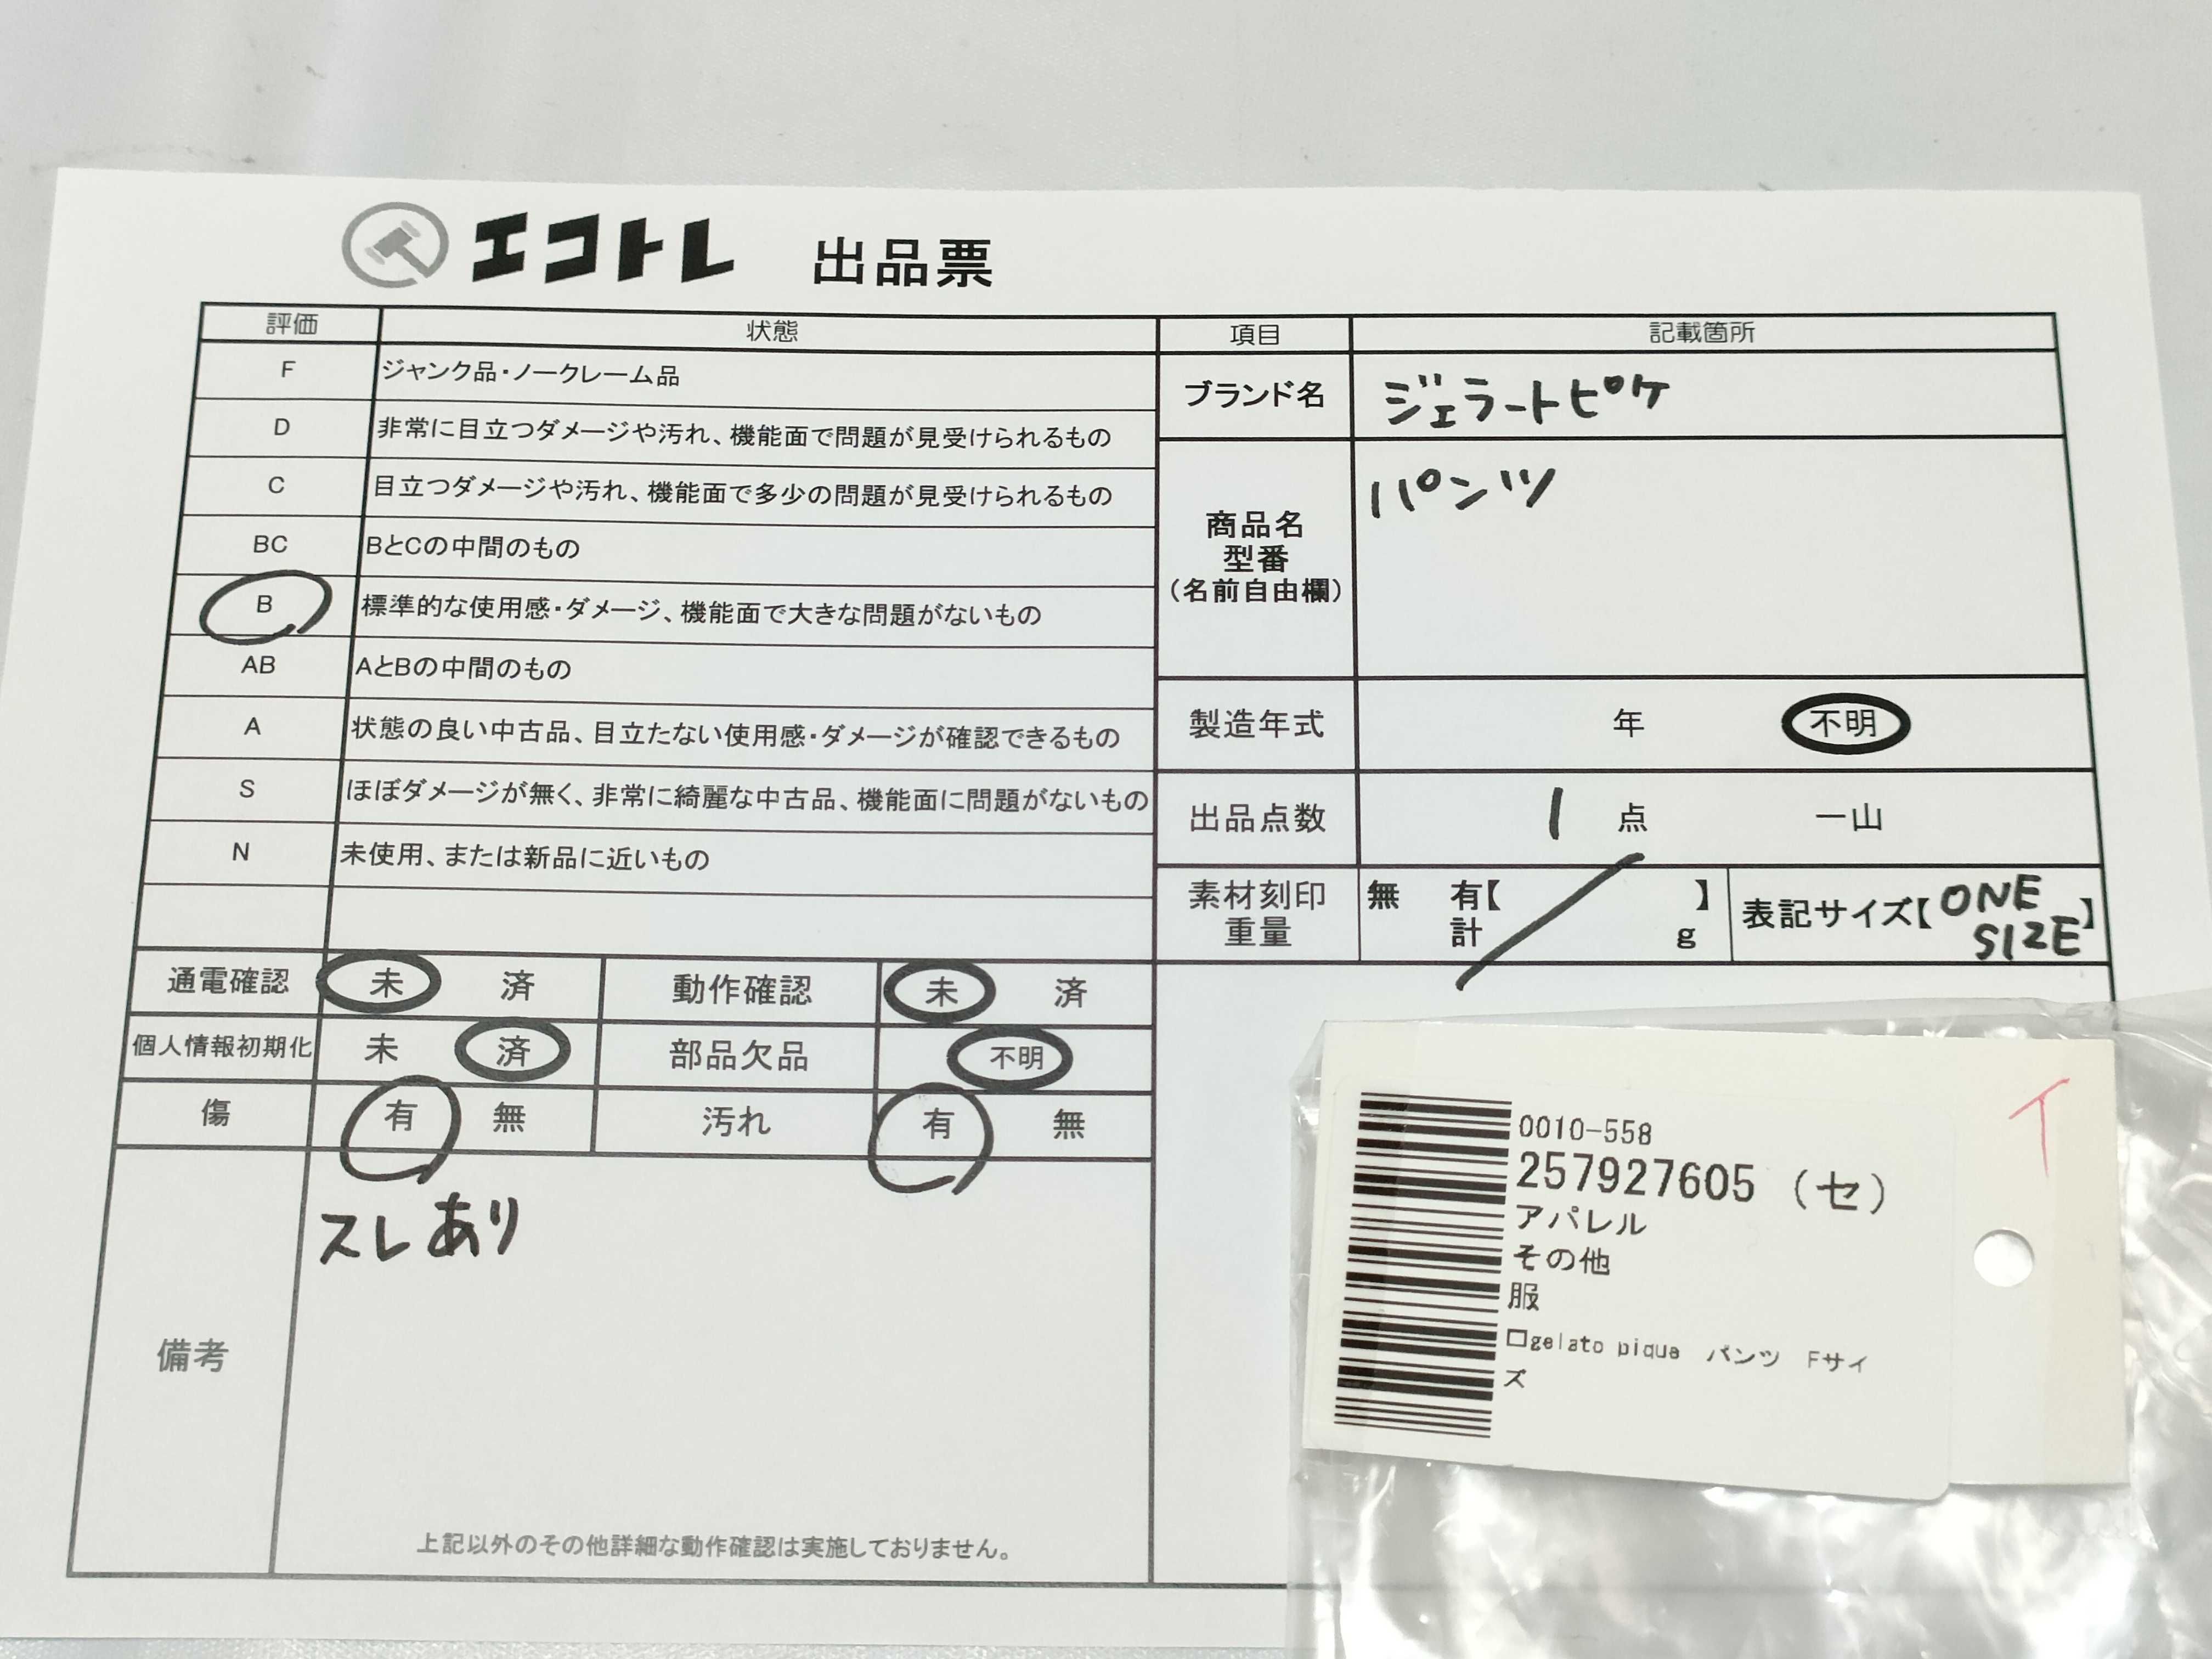 エコトレ 出品票
評価 状態
F ジャンク品・ノークレーム品
D 非常に目立つダメージや汚れ、機能面で問題が見受けられるもの
C 目立つダメージや汚れ、機能面で多少の問題が見受けられるもの
BC BとCの中間のもの
B 標準的な使用感・ダメージ、機能面で大きな問題がないもの
AB AとBの中間のもの
A 状態の良い中古品、目立たない使用感・ダメージが確認できるもの
S ほぼダメージが無く、非常に綺麗な中古品、機能面に問題がないもの
N 未使用、または新品に近いもの
通電確認 未 済 動作確認 未 済
個人情報初期化 未 済 部品欠品 不明
傷 有 無 汚れ 有 無
備考
スレあり
上記以外のその他詳細な動作確認は実施しておりません。
項目 記載箇所
ブランド名 ジェラートピケ
商品名
型番
(名前自由欄)
パンツ
製造年式 年 不明
出品点数 1 点 一山
素材刻印
重量
無 有【 】
計 g
表記サイズ【ONE
SIZE】
0010-558
257927605 (セ)
アパレル
その他
服
口gelato pique パンツ Fサイ
ズ